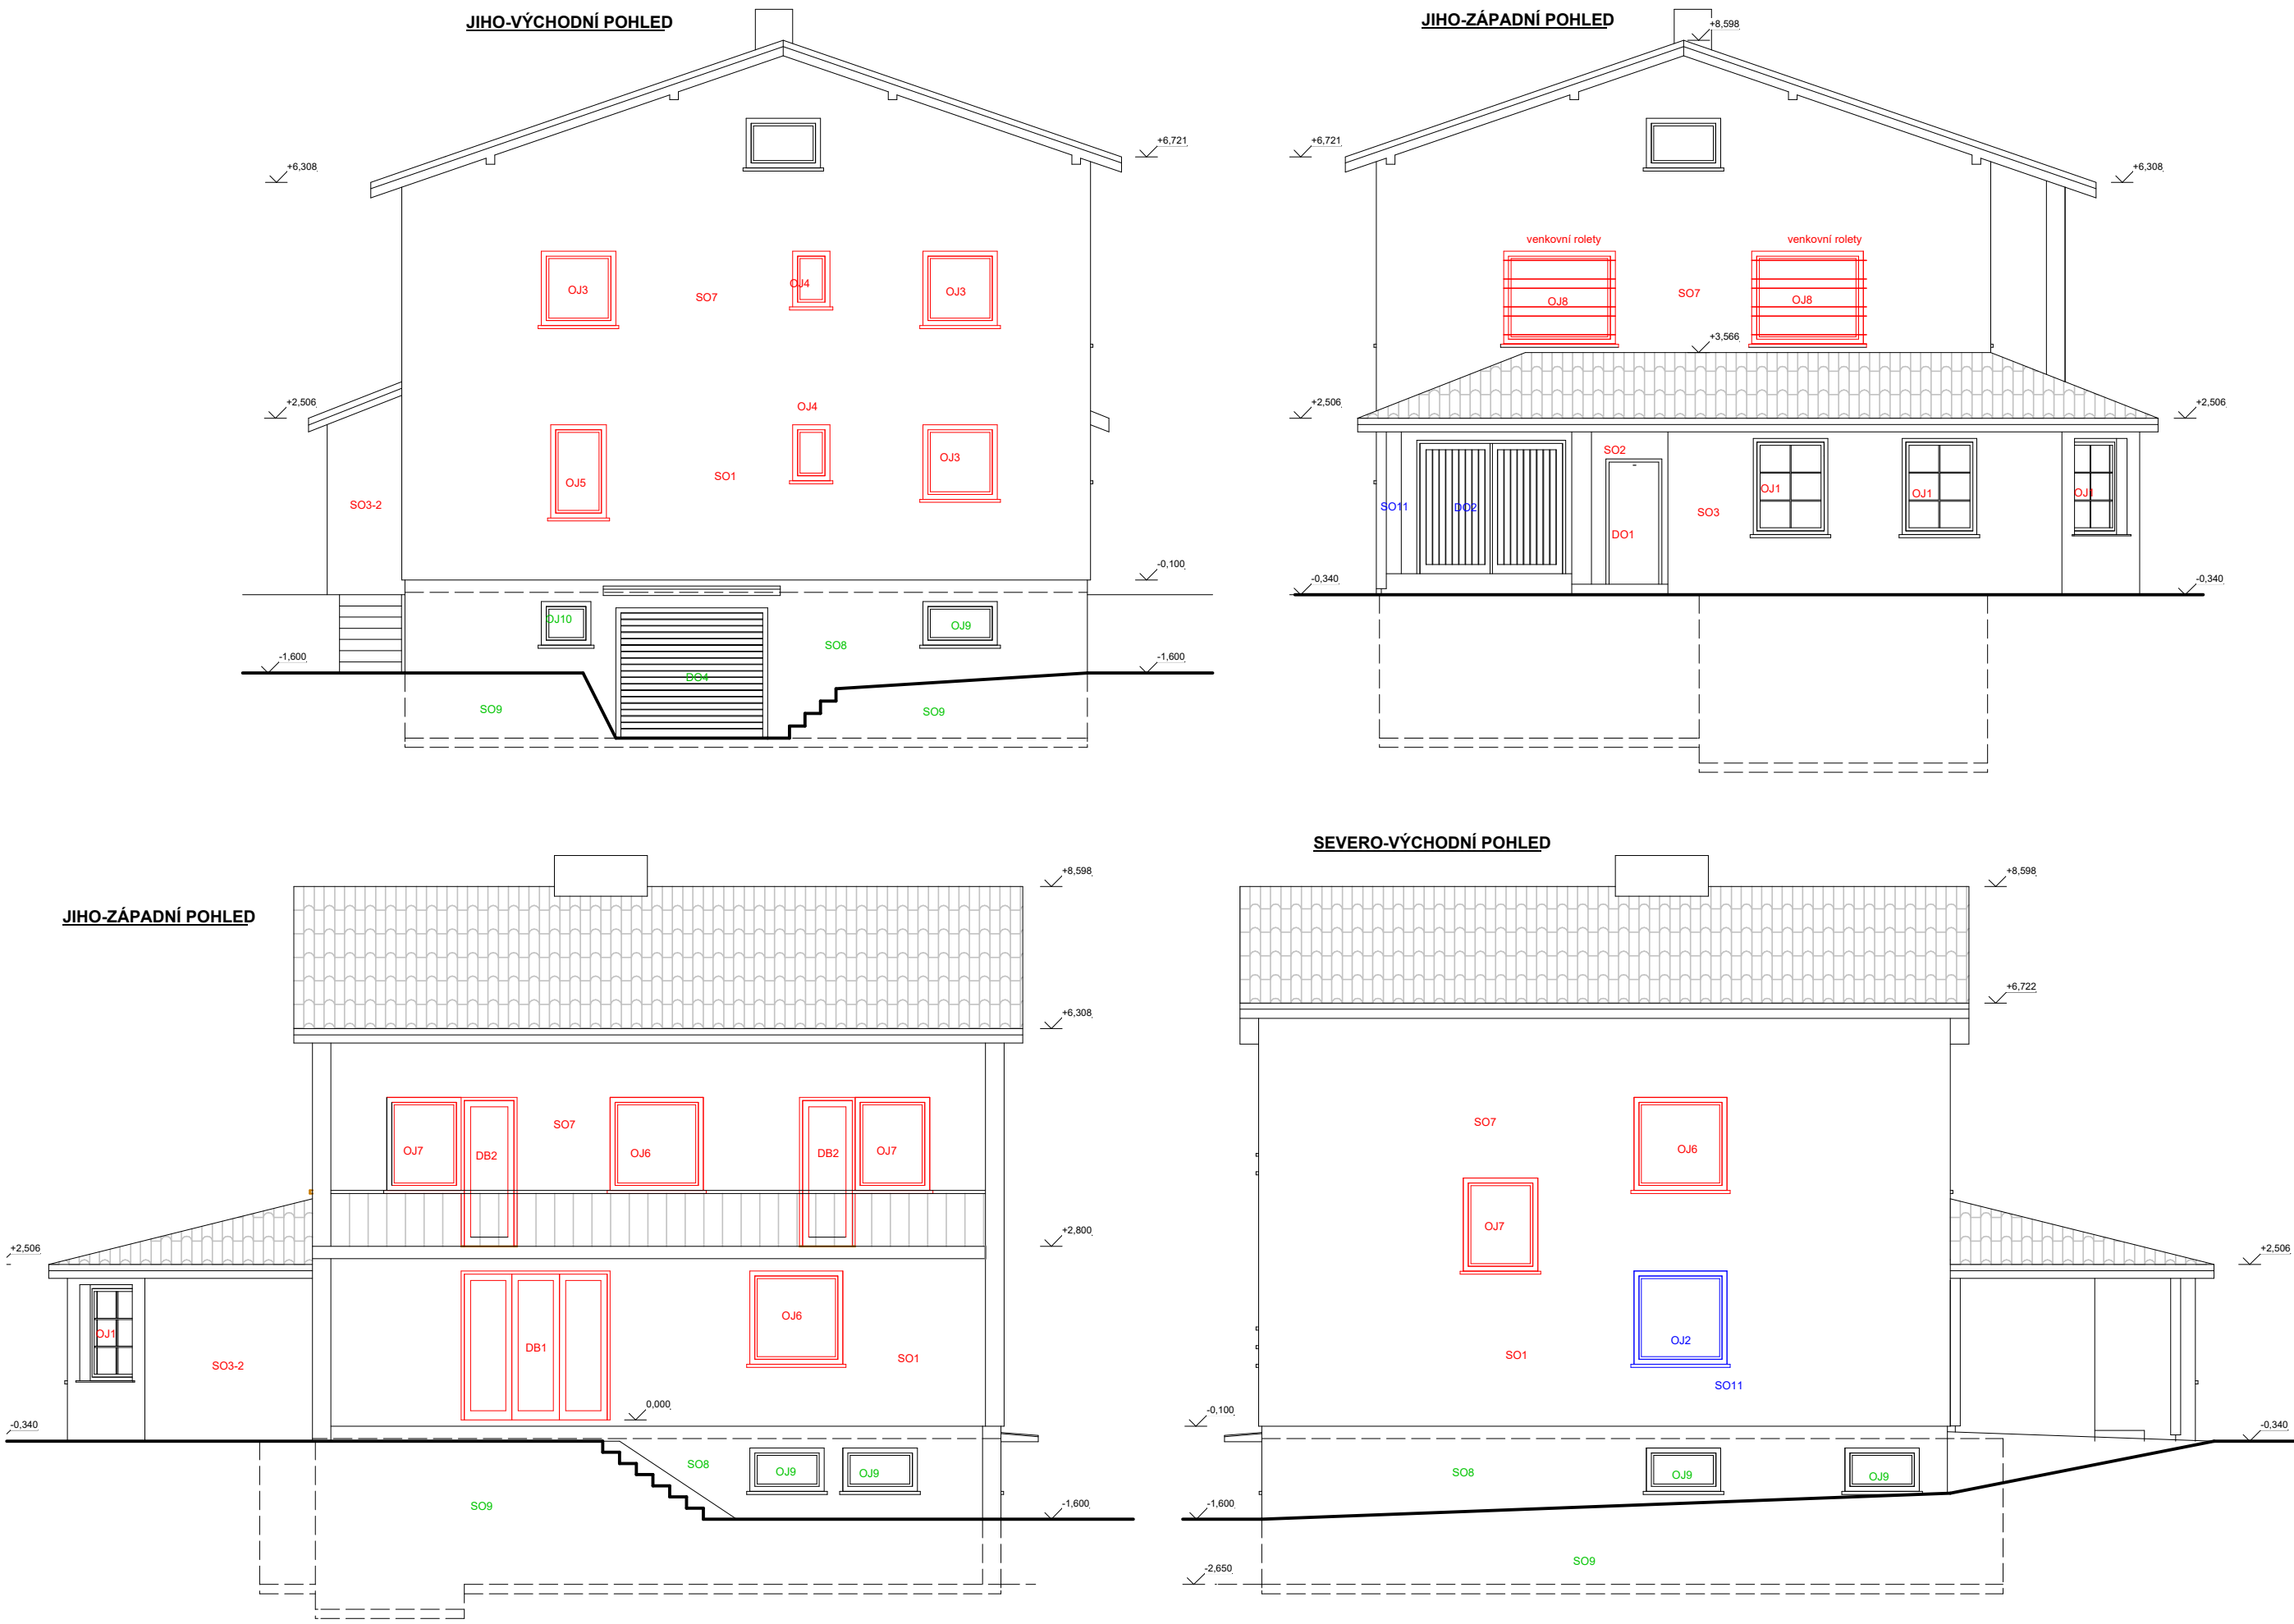 JIHO-VÝCHODNÍ POHLED
+6,308
+6,721
OJ3
SO7
OJ4
OJ3
+2,506
OJ4
OJ3
OJ5
SO1
SO3-2
-0,100
OJ10
SO8
OJ9
-1,600
-1,600
DO4
SO9
SO9
JIHO-ZÁPADNÍ POHLED
+8,598
+6,721
+6,308
venkovní rolety
venkovní rolety
OJ8
SO7
OJ8
+3,566
+2,506
+2,506
SO2
SO11
DO2
DO1
SO3
OJ1
OJ1
OJ1
-0,340
-0,340
JIHO-ZÁPADNÍ POHLED
+8,598
+6,308
OJ7
DB2
SO7
OJ6
DB2
OJ7
+2,800
+2,506
OJ1
SO3-2
DB1
OJ6
SO1
0,000
-0,340
SO8
OJ9
OJ9
SO9
-1,600
SEVERO-VÝCHODNÍ POHLED
+8,598
+6,722
SO7
OJ6
OJ7
+2,506
OJ2
SO1
SO11
-0,100
-0,340
SO8
OJ9
OJ9
-1,600
SO9
-2,650